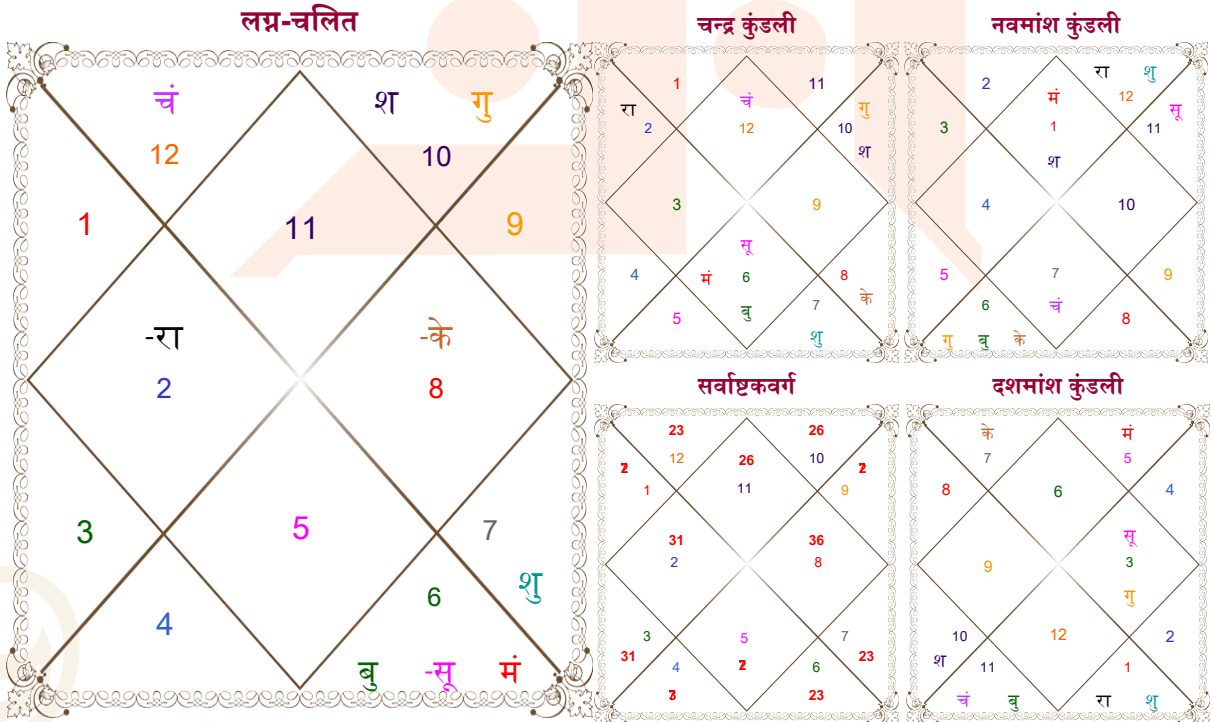 लग्न-चलित
चं श गु
12 10
1 11 9
-रा -के
2 8
3 5 7
शु
4 6
बु -सू मं
चन्द्र कुंडली
1 11
रा चं गु
2 12 10
श
3 9
सू
4 मं 6 8
के
5 बु 7
शु
नवमांश कुंडली
रा शु
2 मं 12
सू
3 1 11
श
4 10
5 7 9
6 चं 8
गु बु के
सर्वाष्टकवर्ग
23 26
12 26 10
1 11 9
31 36
2 8
3 5 7
31 4 6 23
23
दशमांश कुंडली
के मं
7 5
8 6 4
सू
9 3
गु
10 12 2
श 11 1
चं बु रा शु